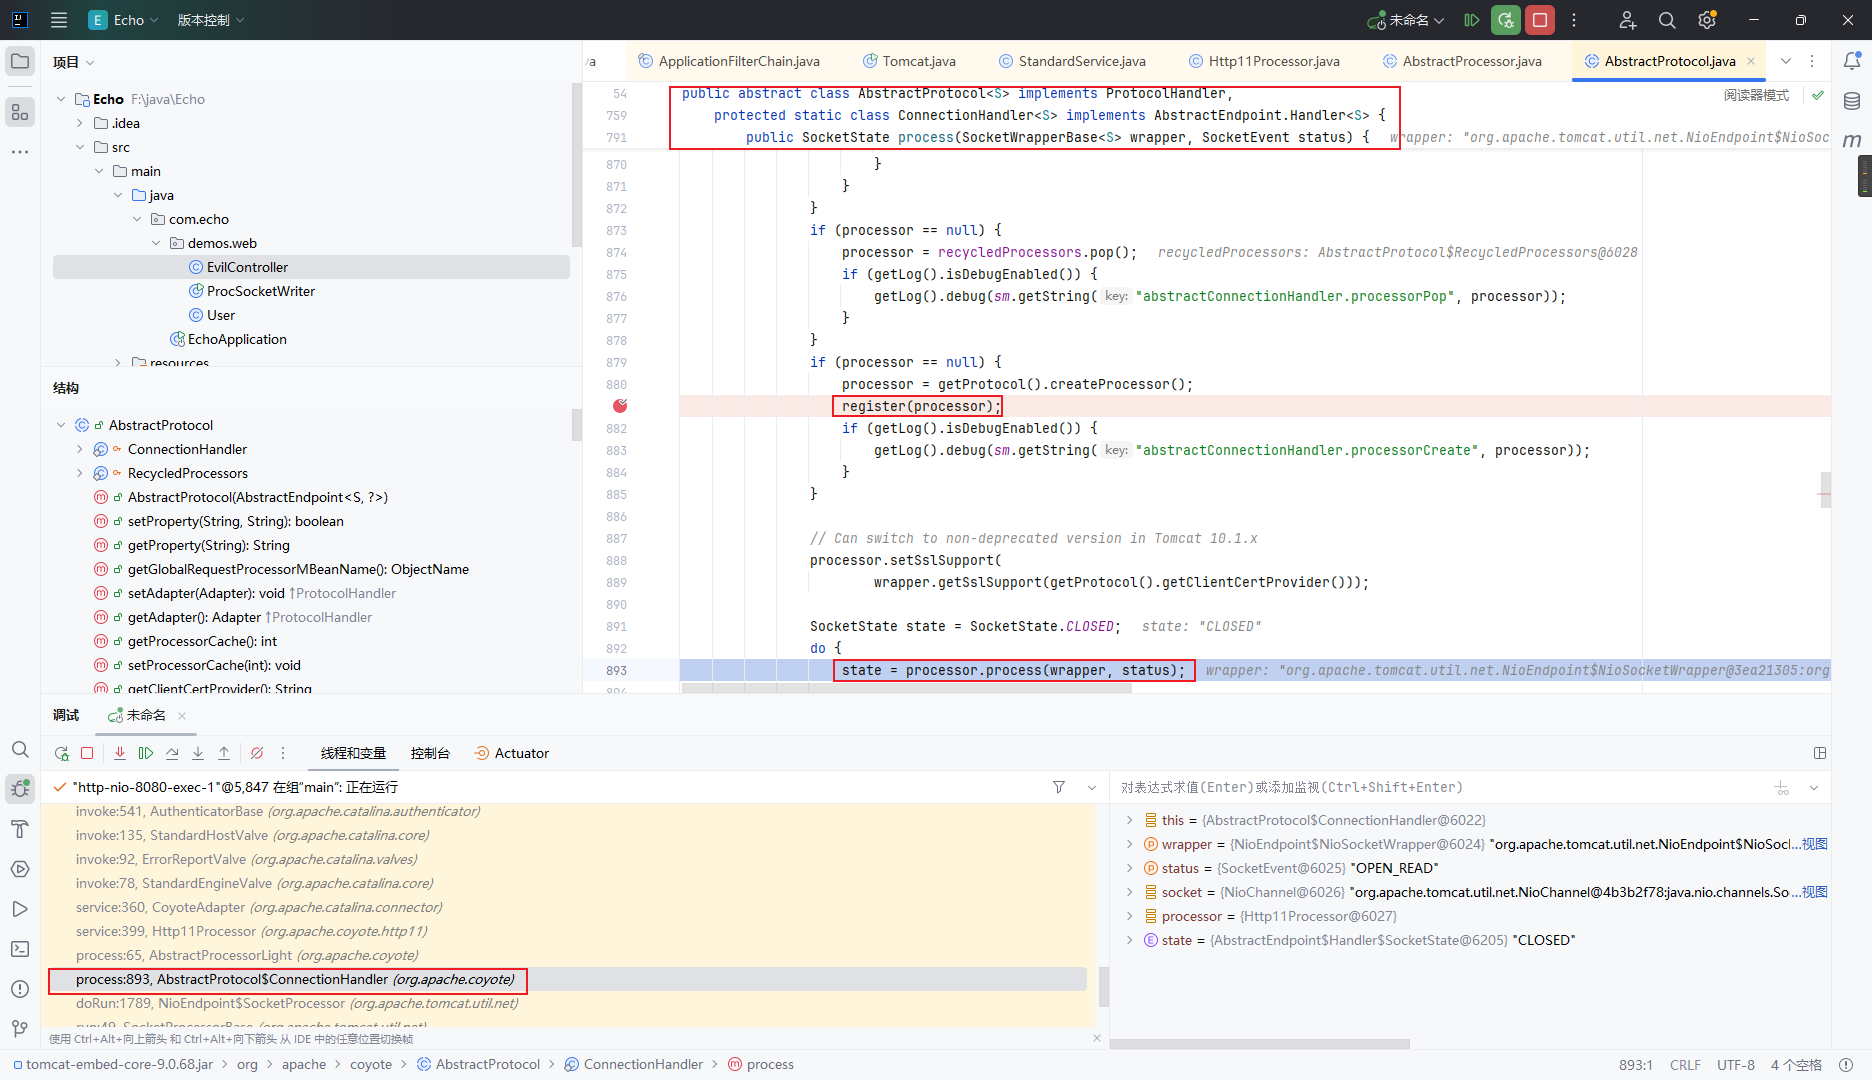 E Echo 版本控制 未命名
项目
Echo F:\java\Echo
.idea
src
main
java
com.echo
demos.web
EvilController
ProcSocketWriter
User
EchoApplication
resources
结构
AbstractProtocol
ConnectionHandler
RecycledProcessors
AbstractProtocol(AbstractEndpoint<S, ?>)
setProperty(String, String): boolean
getProperty(String): String
getGlobalRequestProcessorMBeanName(): ObjectName
setAdapter(Adapter): void ↑ProtocolHandler
getAdapter(): Adapter ↑ProtocolHandler
getProcessorCache(): int
setProcessorCache(int): void
getClientCertProvider(): String
va ApplicationFilterChain.java Tomcat.java StandardService.java Http11Processor.java AbstractProcessor.java AbstractProtocol.java
阅读器模式
54 public abstract class AbstractProtocol<S> implements ProtocolHandler,
759 protected static class ConnectionHandler<S> implements AbstractEndpoint.Handler<S> {
791 public SocketState process(SocketWrapperBase<S> wrapper, SocketEvent status) { wrapper: "org.apache.tomcat.util.net.NioEndpoint$NioSoc
870 }
871 }
872 }
873 if (processor == null) {
874 processor = recycledProcessors.pop(); recycledProcessors: AbstractProtocol$RecycledProcessors@6028
875 if (getLog().isDebugEnabled()) {
876 getLog().debug(sm.getString( key: "abstractConnectionHandler.processorPop", processor));
877 }
878 }
879 if (processor == null) {
880 processor = getProtocol().createProcessor();
register(processor);
882 if (getLog().isDebugEnabled()) {
883 getLog().debug(sm.getString( key: "abstractConnectionHandler.processorCreate", processor));
884 }
885 }
886
887 // Can switch to non-deprecated version in Tomcat 10.1.x
888 processor.setSslSupport(
889 wrapper.getSslSupport(getProtocol().getClientCertProvider()));
890
891 SocketState state = SocketState.CLOSED; state: "CLOSED"
892 do {
893 state = processor.process(wrapper, status); wrapper: "org.apache.tomcat.util.net.NioEndpoint$NioSocketWrapper@3ea21305:org
894
调试 未命名
线程和变量 控制台 Actuator
"http-nio-8080-exec-1"@5,847 在组"main": 正在运行
invoke:541, AuthenticatorBase (org.apache.catalina.authenticator)
invoke:135, StandardHostValve (org.apache.catalina.core)
invoke:92, ErrorReportValve (org.apache.catalina.valves)
invoke:78, StandardEngineValve (org.apache.catalina.core)
service:360, CoyoteAdapter (org.apache.catalina.connector)
service:399, Http11Processor (org.apache.coyote.http11)
process:65, AbstractProcessorLight (org.apache.coyote)
process:893, AbstractProtocol$ConnectionHandler (org.apache.coyote)
doRun:1789, NioEndpoint$SocketProcessor (org.apache.tomcat.util.net)
run:49, SocketProcessorBase (org.apache.tomcat.util.net)
使用 Ctrl+Alt+向上箭头 和 Ctrl+Alt+向下箭头 从 IDE 中的任意位置切换帧
对表达式求值(Enter)或添加监视(Ctrl+Shift+Enter)
this = {AbstractProtocol$ConnectionHandler@6022}
wrapper = {NioEndpoint$NioSocketWrapper@6024} "org.apache.tomcat.util.net.NioEndpoint$NioSocl...视图
status = {SocketEvent@6025} "OPEN_READ"
socket = {NioChannel@6026} "org.apache.tomcat.util.net.NioChannel@4b3b2f78:java.nio.channels.So...视图
processor = {Http11Processor@6027}
state = {AbstractEndpoint$Handler$SocketState@6205} "CLOSED"
tomcat-embed-core-9.0.68.jar > org > apache > coyote > AbstractProtocol > ConnectionHandler > process
893:1 CRLF UTF-8 4 个空格